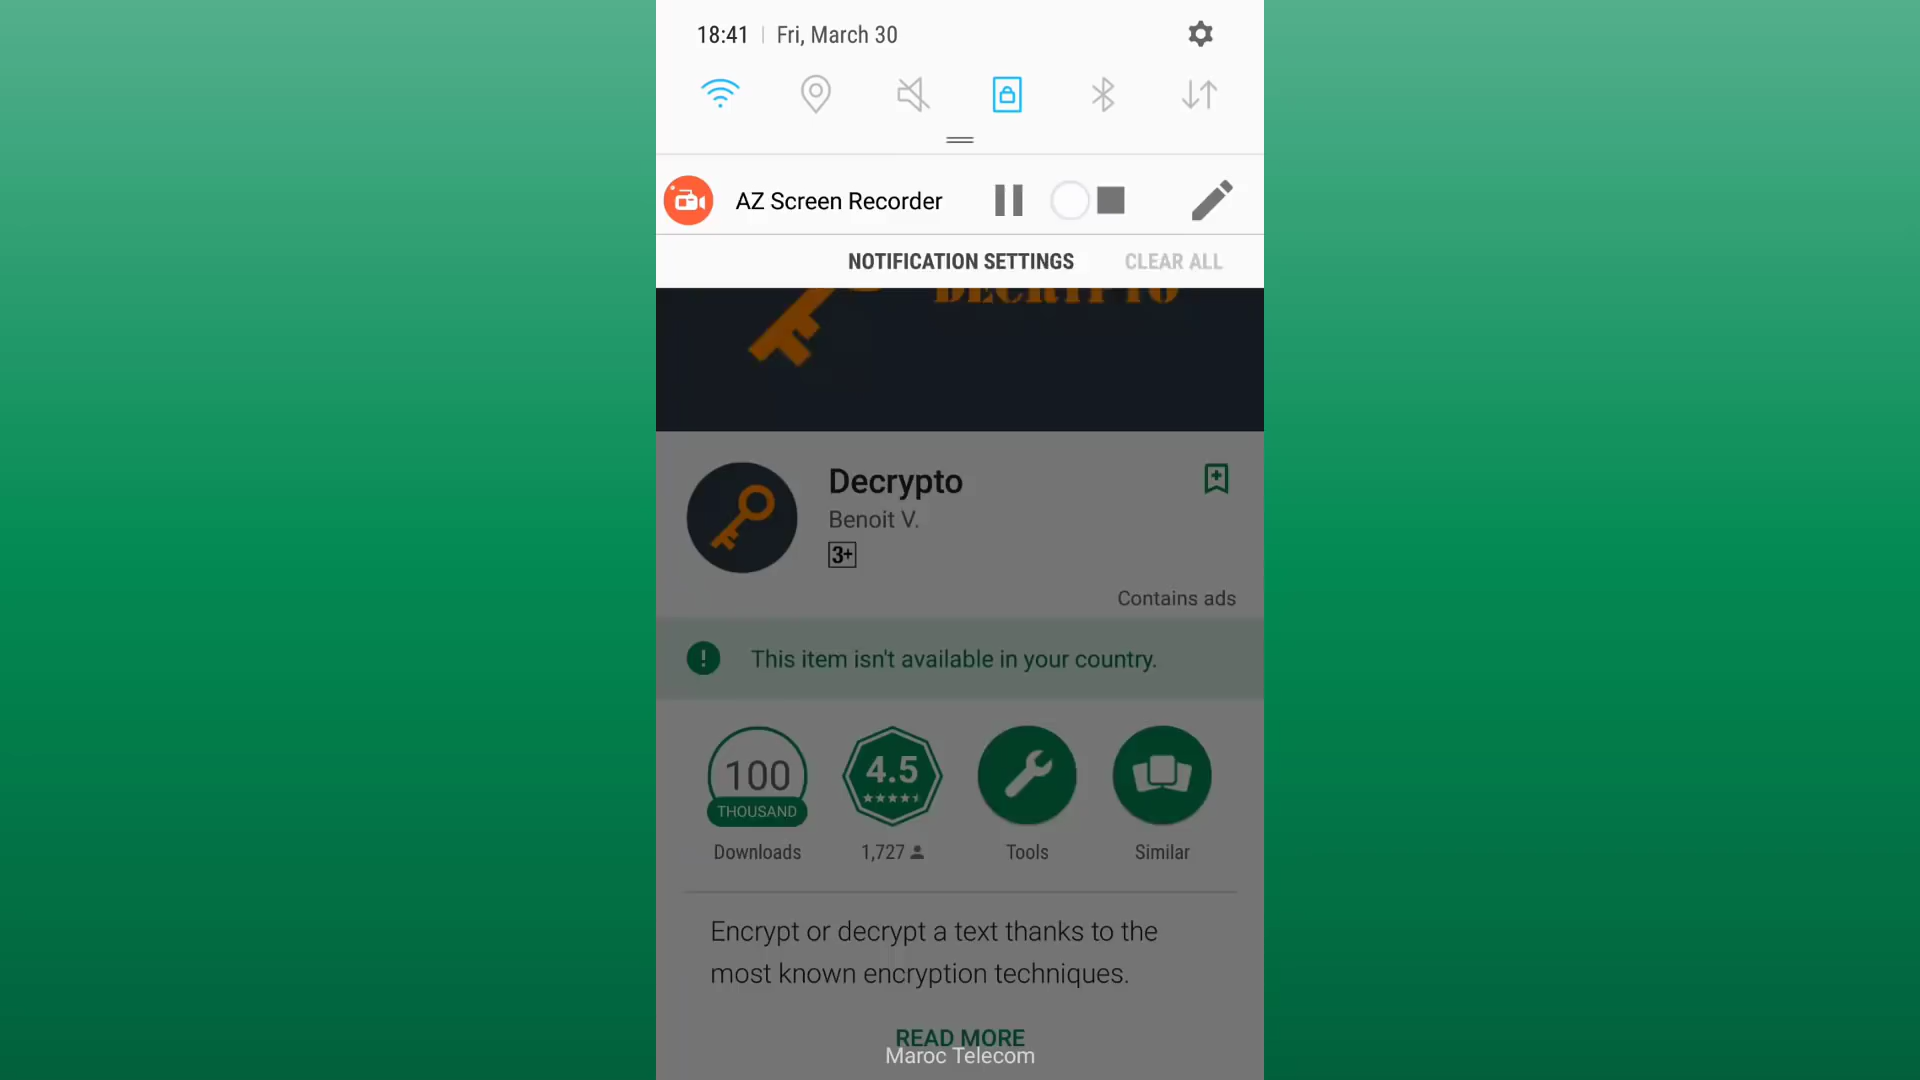 18:41 | Fri, March 30
AZ Screen Recorder
NOTIFICATION SETTINGS CLEAR ALL
DECRYPTO
Decrypto
Benoit V.
3+
Contains ads
This item isn't available in your country.
100 4.5
THOUSAND
Downloads 1,727 Tools Similar
Encrypt or decrypt a text thanks to the
most known encryption techniques.
READ MORE
Maroc Telecom